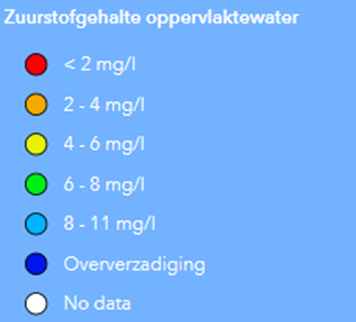 Zuurstofgehalte oppervlaktewater
< 2 mg/l
2 - 4 mg/l
4 - 6 mg/l
6 - 8 mg/l
8 - 11 mg/l
Oververzadiging
No data